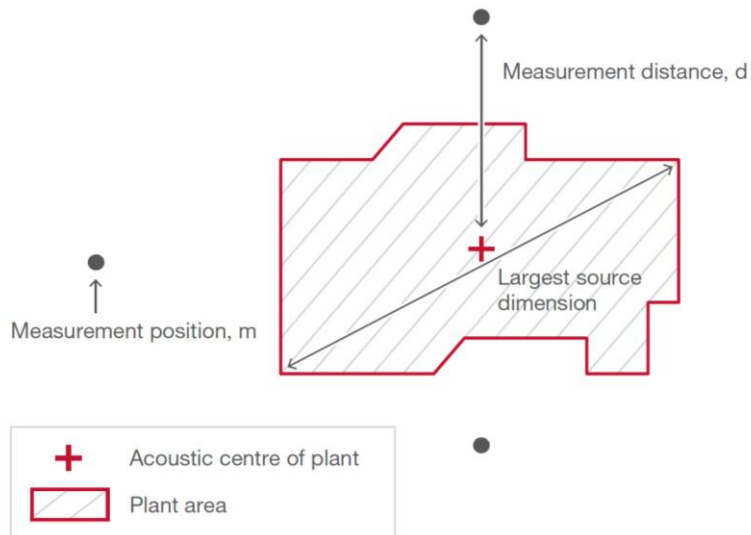 Measurement distance, d
Largest source
dimension
Measurement position, m
Acoustic centre of plant
Plant area